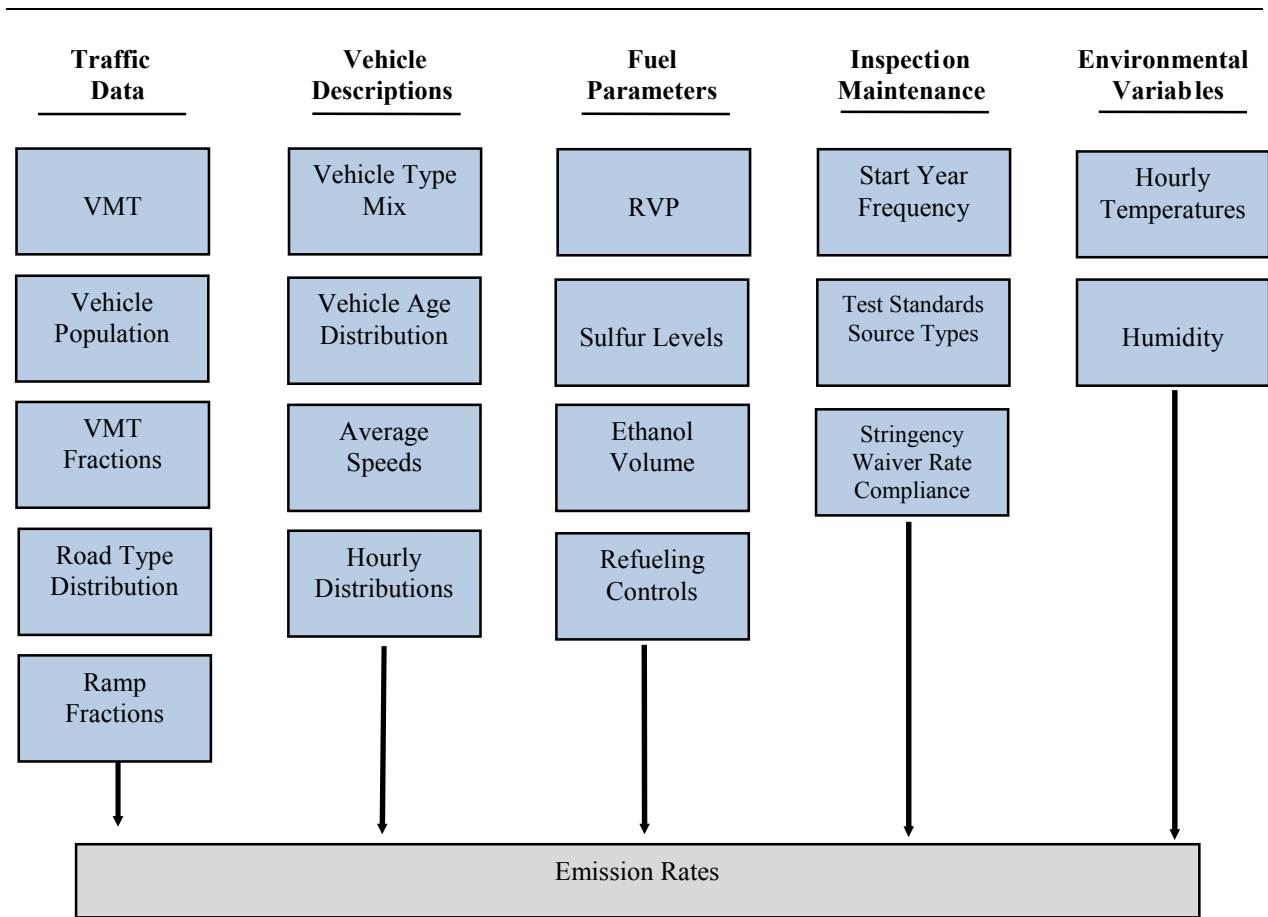 Traffic
Data
Vehicle
Descriptions
Fuel
Parameters
Inspection
Maintenance
Environmental
Variables
VMT
Vehicle
Population
VMT
Fractions
Road Type
Distribution
Ramp
Fractions
Vehicle Type
Mix
Vehicle Age
Distribution
Average
Speeds
Hourly
Distributions
RVP
Sulfur Levels
Ethanol
Volume
Refueling
Controls
Start Year
Frequency
Test Standards
Source Types
Stringency
Waiver Rate
Compliance
Hourly
Temperatures
Humidity
Emission Rates